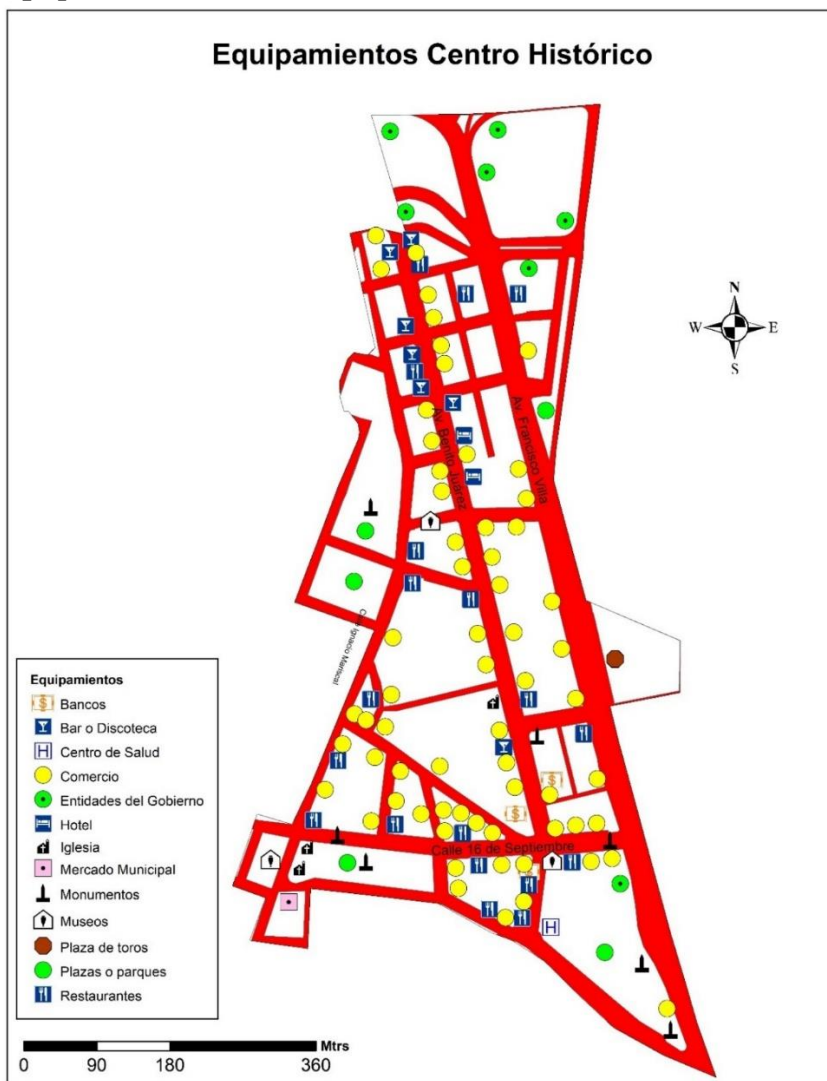 Equipamientos Centro Histórico
N
W E
S
Av. Benito Juárez
Av. Francisco Villa
Calle Ignacio Mariscal
Calle 16 de Septiembre
Equipamientos
Bancos
Bar o Discoteca
Centro de Salud
Comercio
Entidades del Gobierno
Hotel
Iglesia
Mercado Municipal
Monumentos
Museos
Plaza de toros
Plazas o parques
Restaurantes
Mtrs
0 90 180 360